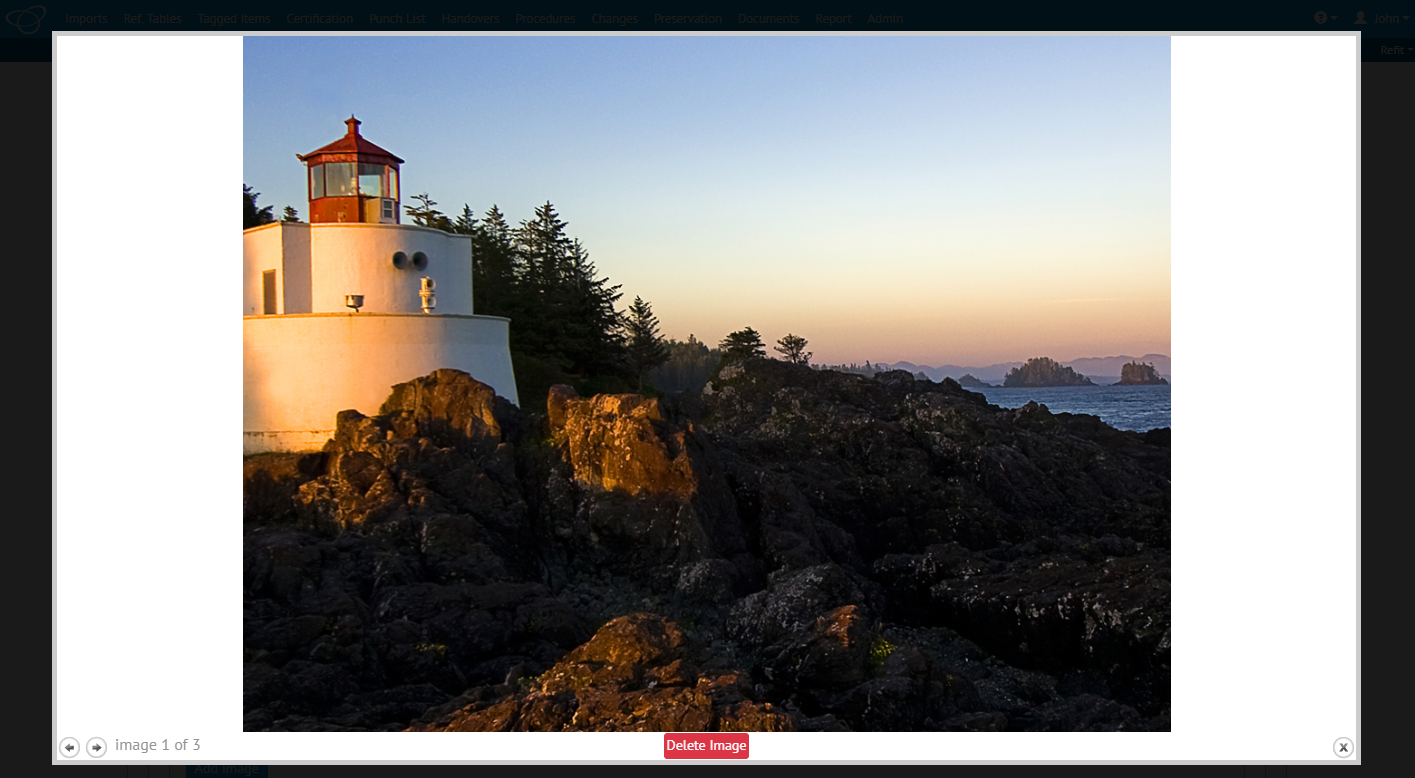 Imports Ref. Tables Tagged Items Certification Punch List Handovers Procedures Changes Preservation Documents Report Admin John
Refit
image 1 of 3 Delete Image
Add Image